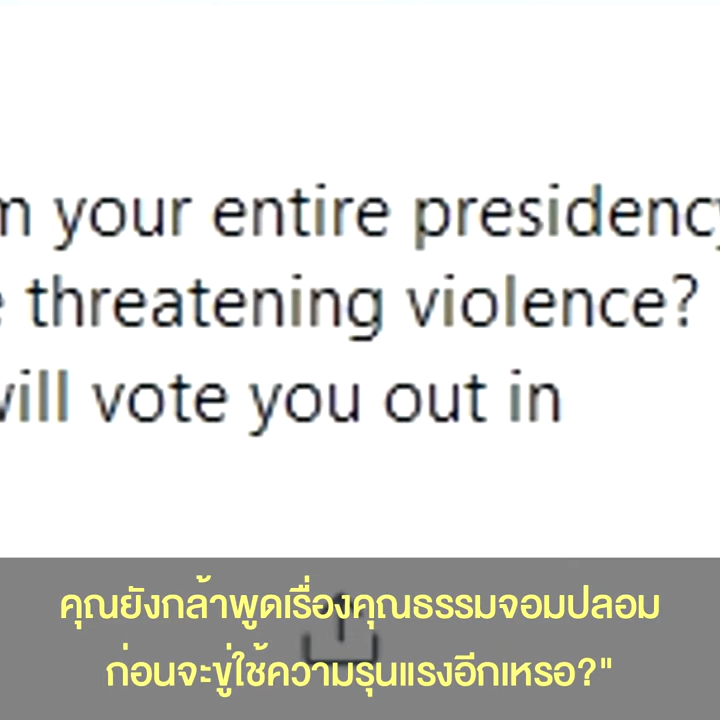 your entire presidency
threatening violence?
will vote you out in
คุณยังกล้าพูดเรื่องคุณธรรมจอมปลอม
ก่อนจะขู่ใช้ความรุนแรงอีกเหรอ?"